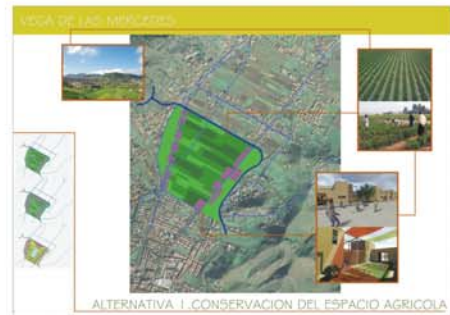 VEGA DE LAS MERCEDES
ALTERNATIVA 1. CONSERVACION DEL ESPACIO AGRICOLA